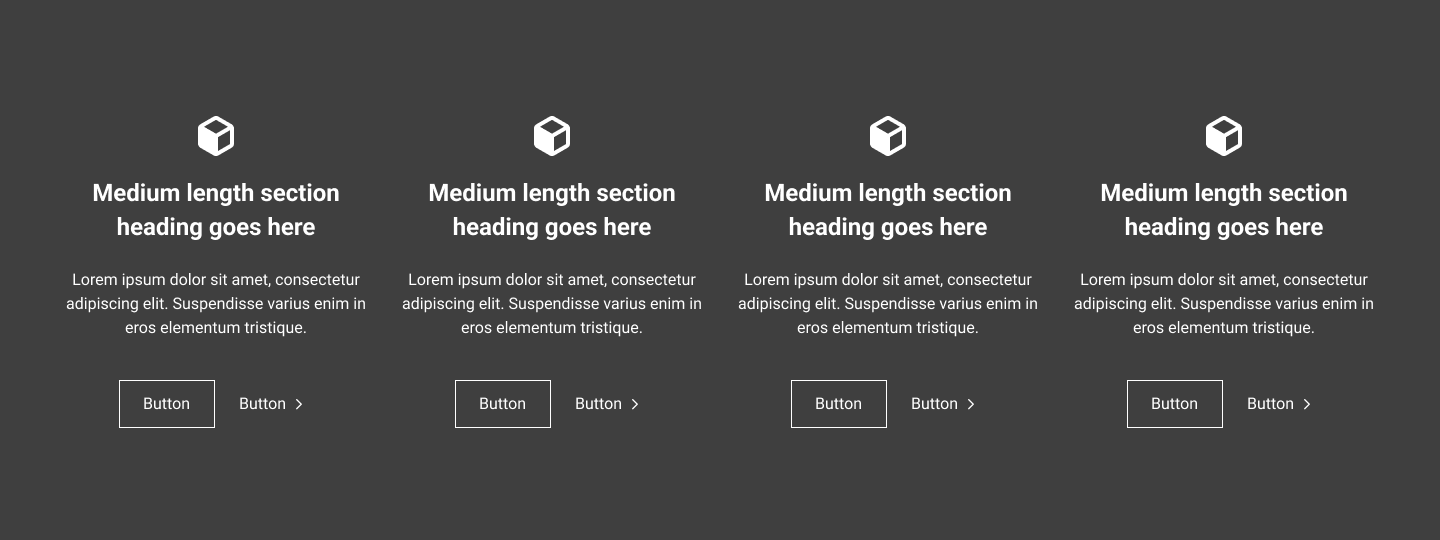 Medium length section
heading goes here
Lorem ipsum dolor sit amet, consectetur
adipiscing elit. Suspendisse varius enim in
eros elementum tristique.
Button
Button
Medium length section
heading goes here
Lorem ipsum dolor sit amet, consectetur
adipiscing elit. Suspendisse varius enim in
eros elementum tristique.
Button
Button
Medium length section
heading goes here
Lorem ipsum dolor sit amet, consectetur
adipiscing elit. Suspendisse varius enim in
eros elementum tristique.
Button
Button
Medium length section
heading goes here
Lorem ipsum dolor sit amet, consectetur
adipiscing elit. Suspendisse varius enim in
eros elementum tristique.
Button
Button